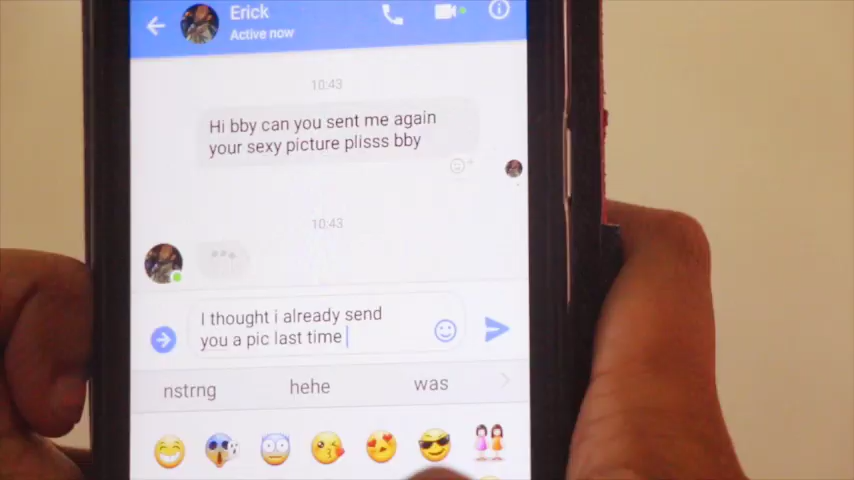 Erick
Active now
10:43
Hi bby can you sent me again
your sexy picture plisss bby
10:43
I thought i already send
you a pic last time
nstrng hehe was